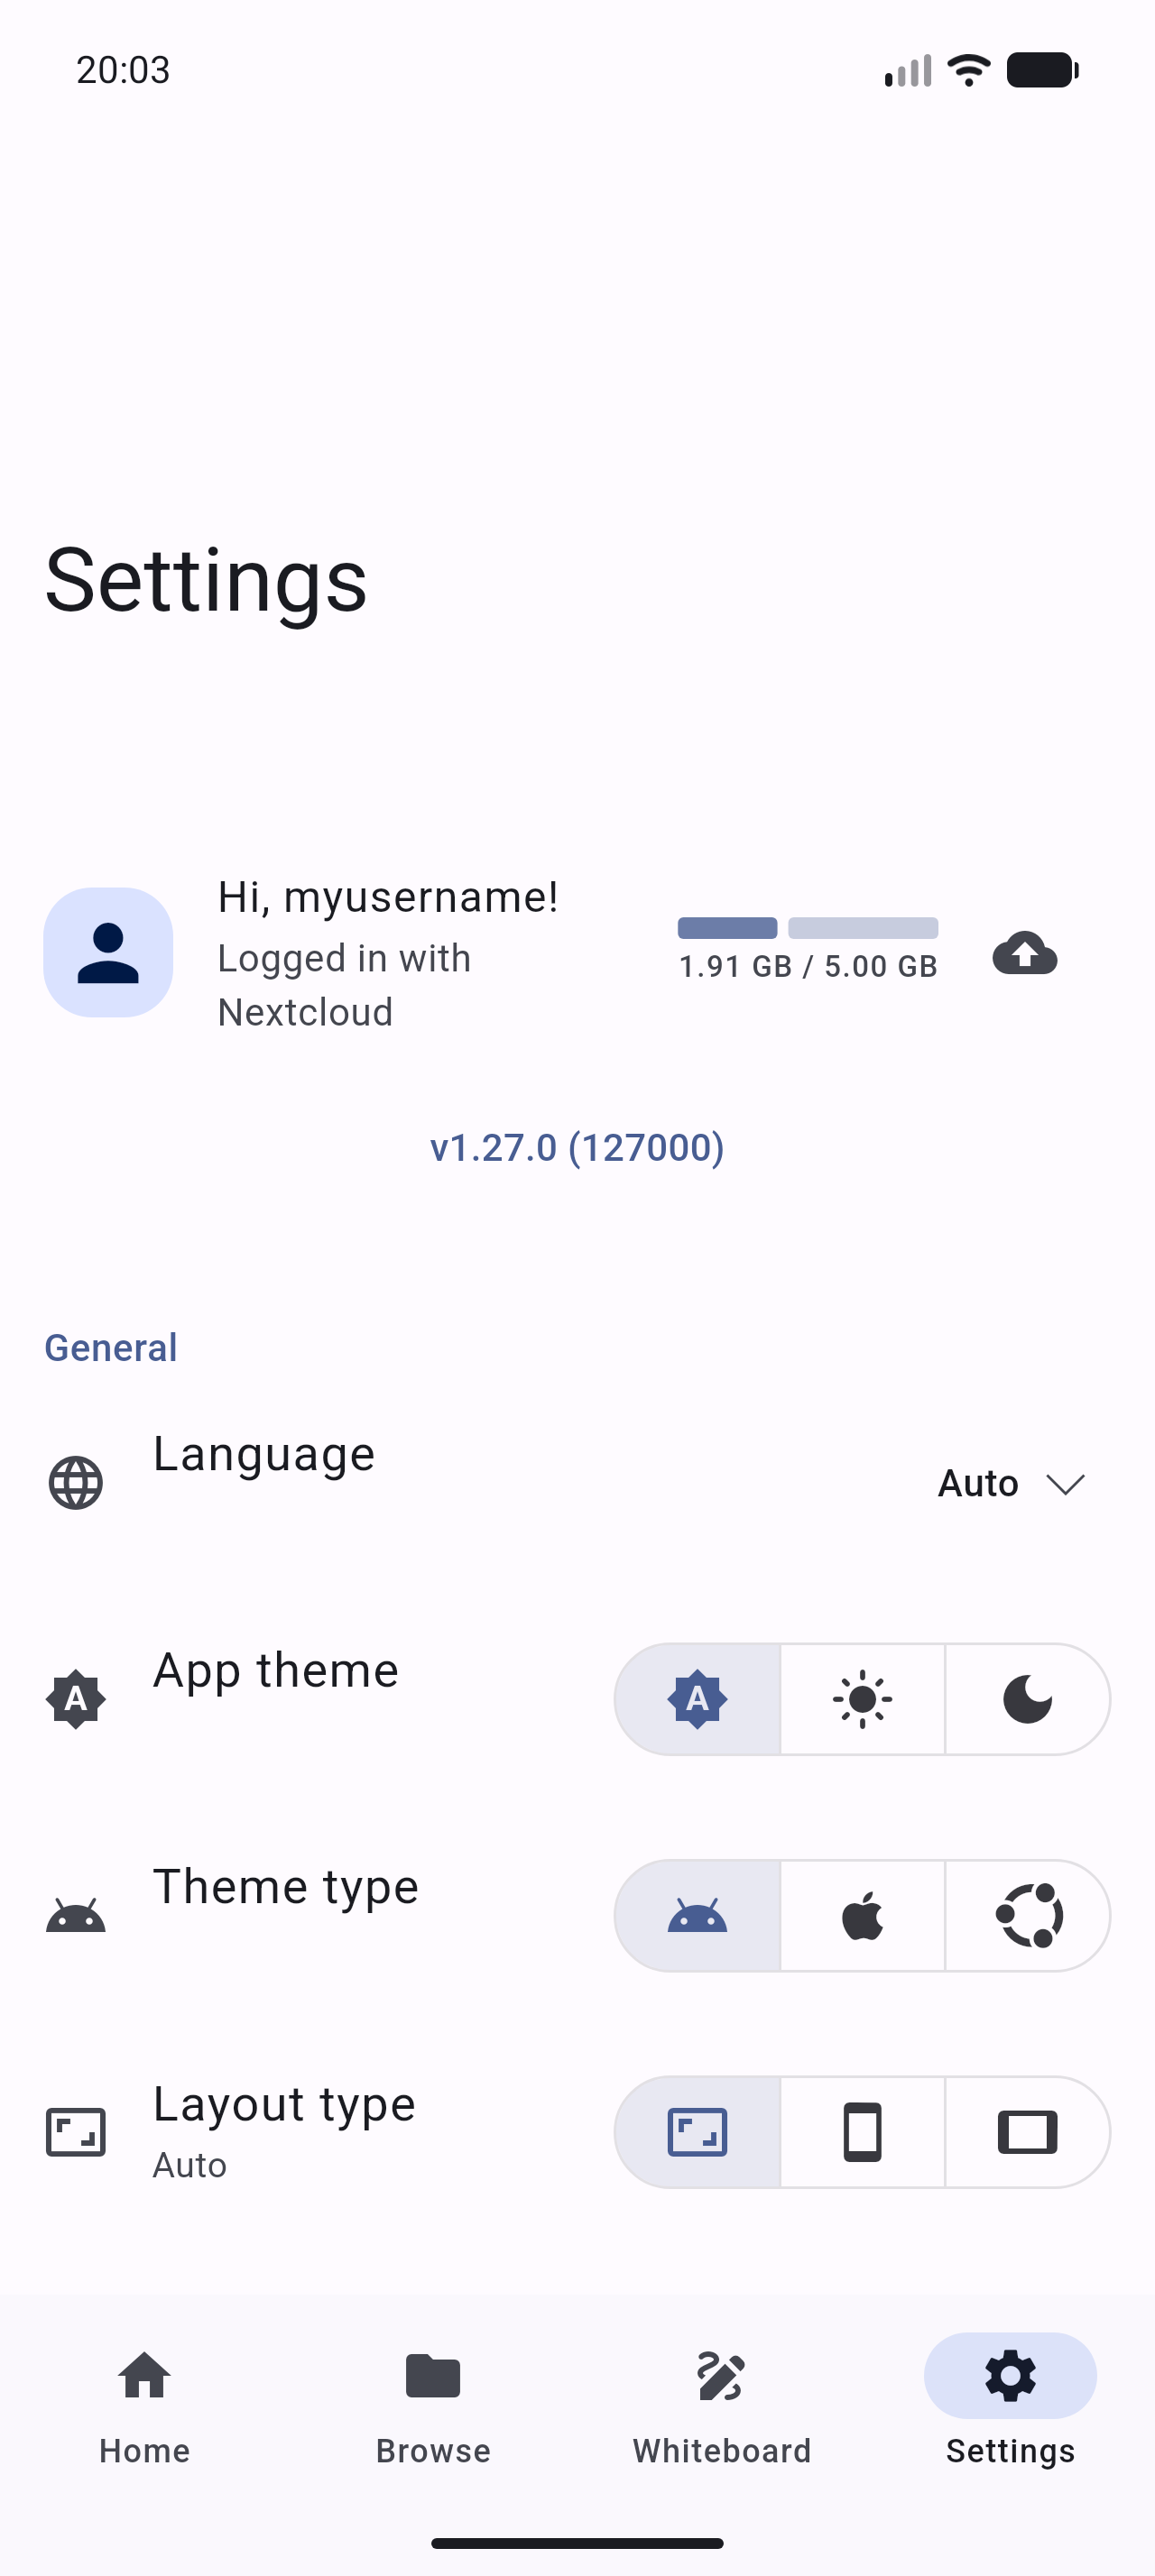 20:03
Settings
Hi, myusername!
Logged in with
Nextcloud
1.91 GB / 5.00 GB
v1.27.0 (127000)
General
Language
Auto
App theme
A
A
Theme type
Layout type
Auto
Home
Browse
Whiteboard
Settings